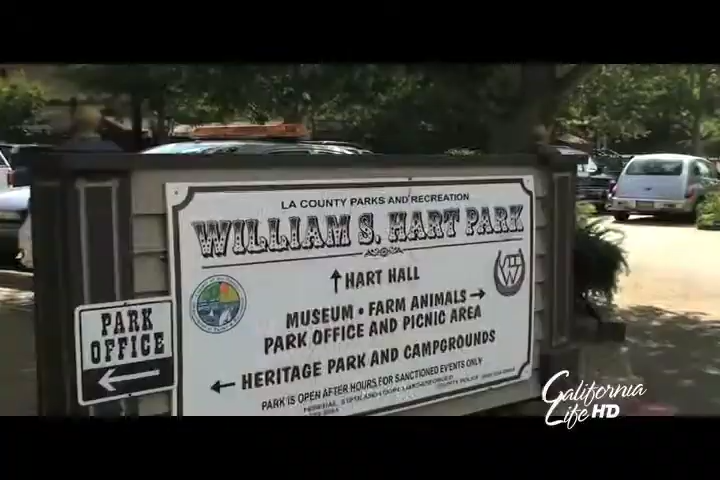 LA COUNTY PARKS AND RECREATION
WILLIAM S. HART PARK
↑ HART HALL
MUSEUM • FARM ANIMALS →
PARK OFFICE AND PICNIC AREA
← HERITAGE PARK AND CAMPGROUNDS
PARK IS OPEN AFTER HOURS FOR SANCTIONED EVENTS ONLY
PARK
OFFICE
←
California
Life HD